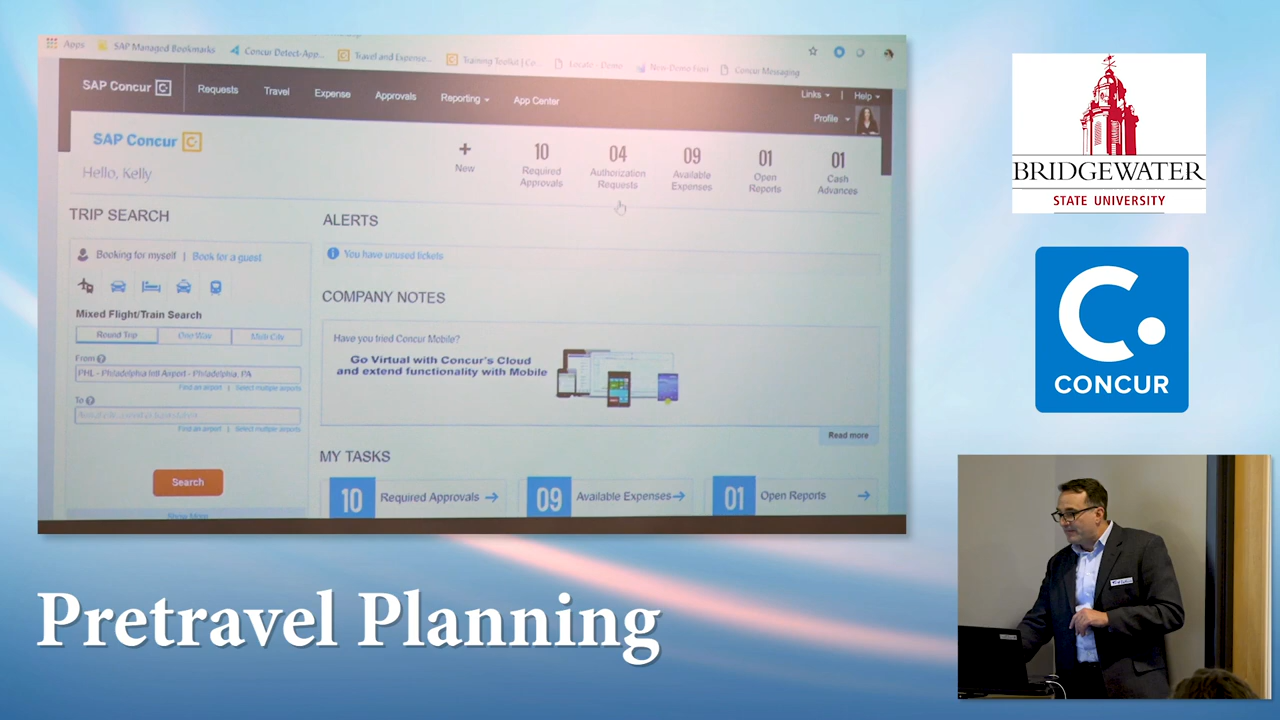 Apps SAP Managed Bookmarks Concur Detect-App... Travel and Expense... Training Toolkit | Co... Locate - Demo New Demo Font Concur Messaging
SAP Concur Requests Travel Expense Approvals Reporting App Center Links | Help
Profile
SAP Concur
Hello, Kelly
+ 10 04 09 01 01
New Required Approvals Authorization Requests Available Expenses Open Reports Cash Advances
TRIP SEARCH
Booking for myself | Book for a guest
Mixed Flight/Train Search
Round Trip One Way Multi City
From
PHL - Philadelphia Intl Airport - Philadelphia, PA
Find an airport | Select multiple airports
To
Find an airport | Select multiple airports
Search
Show More
ALERTS
You have unused tickets
COMPANY NOTES
Have you tried Concur Mobile?
Go Virtual with Concur's Cloud
and extend functionality with Mobile
Read more
MY TASKS
10 Required Approvals → 09 Available Expenses → 01 Open Reports →
Pretravel Planning
BRIDGEWATER
STATE UNIVERSITY
CONCUR